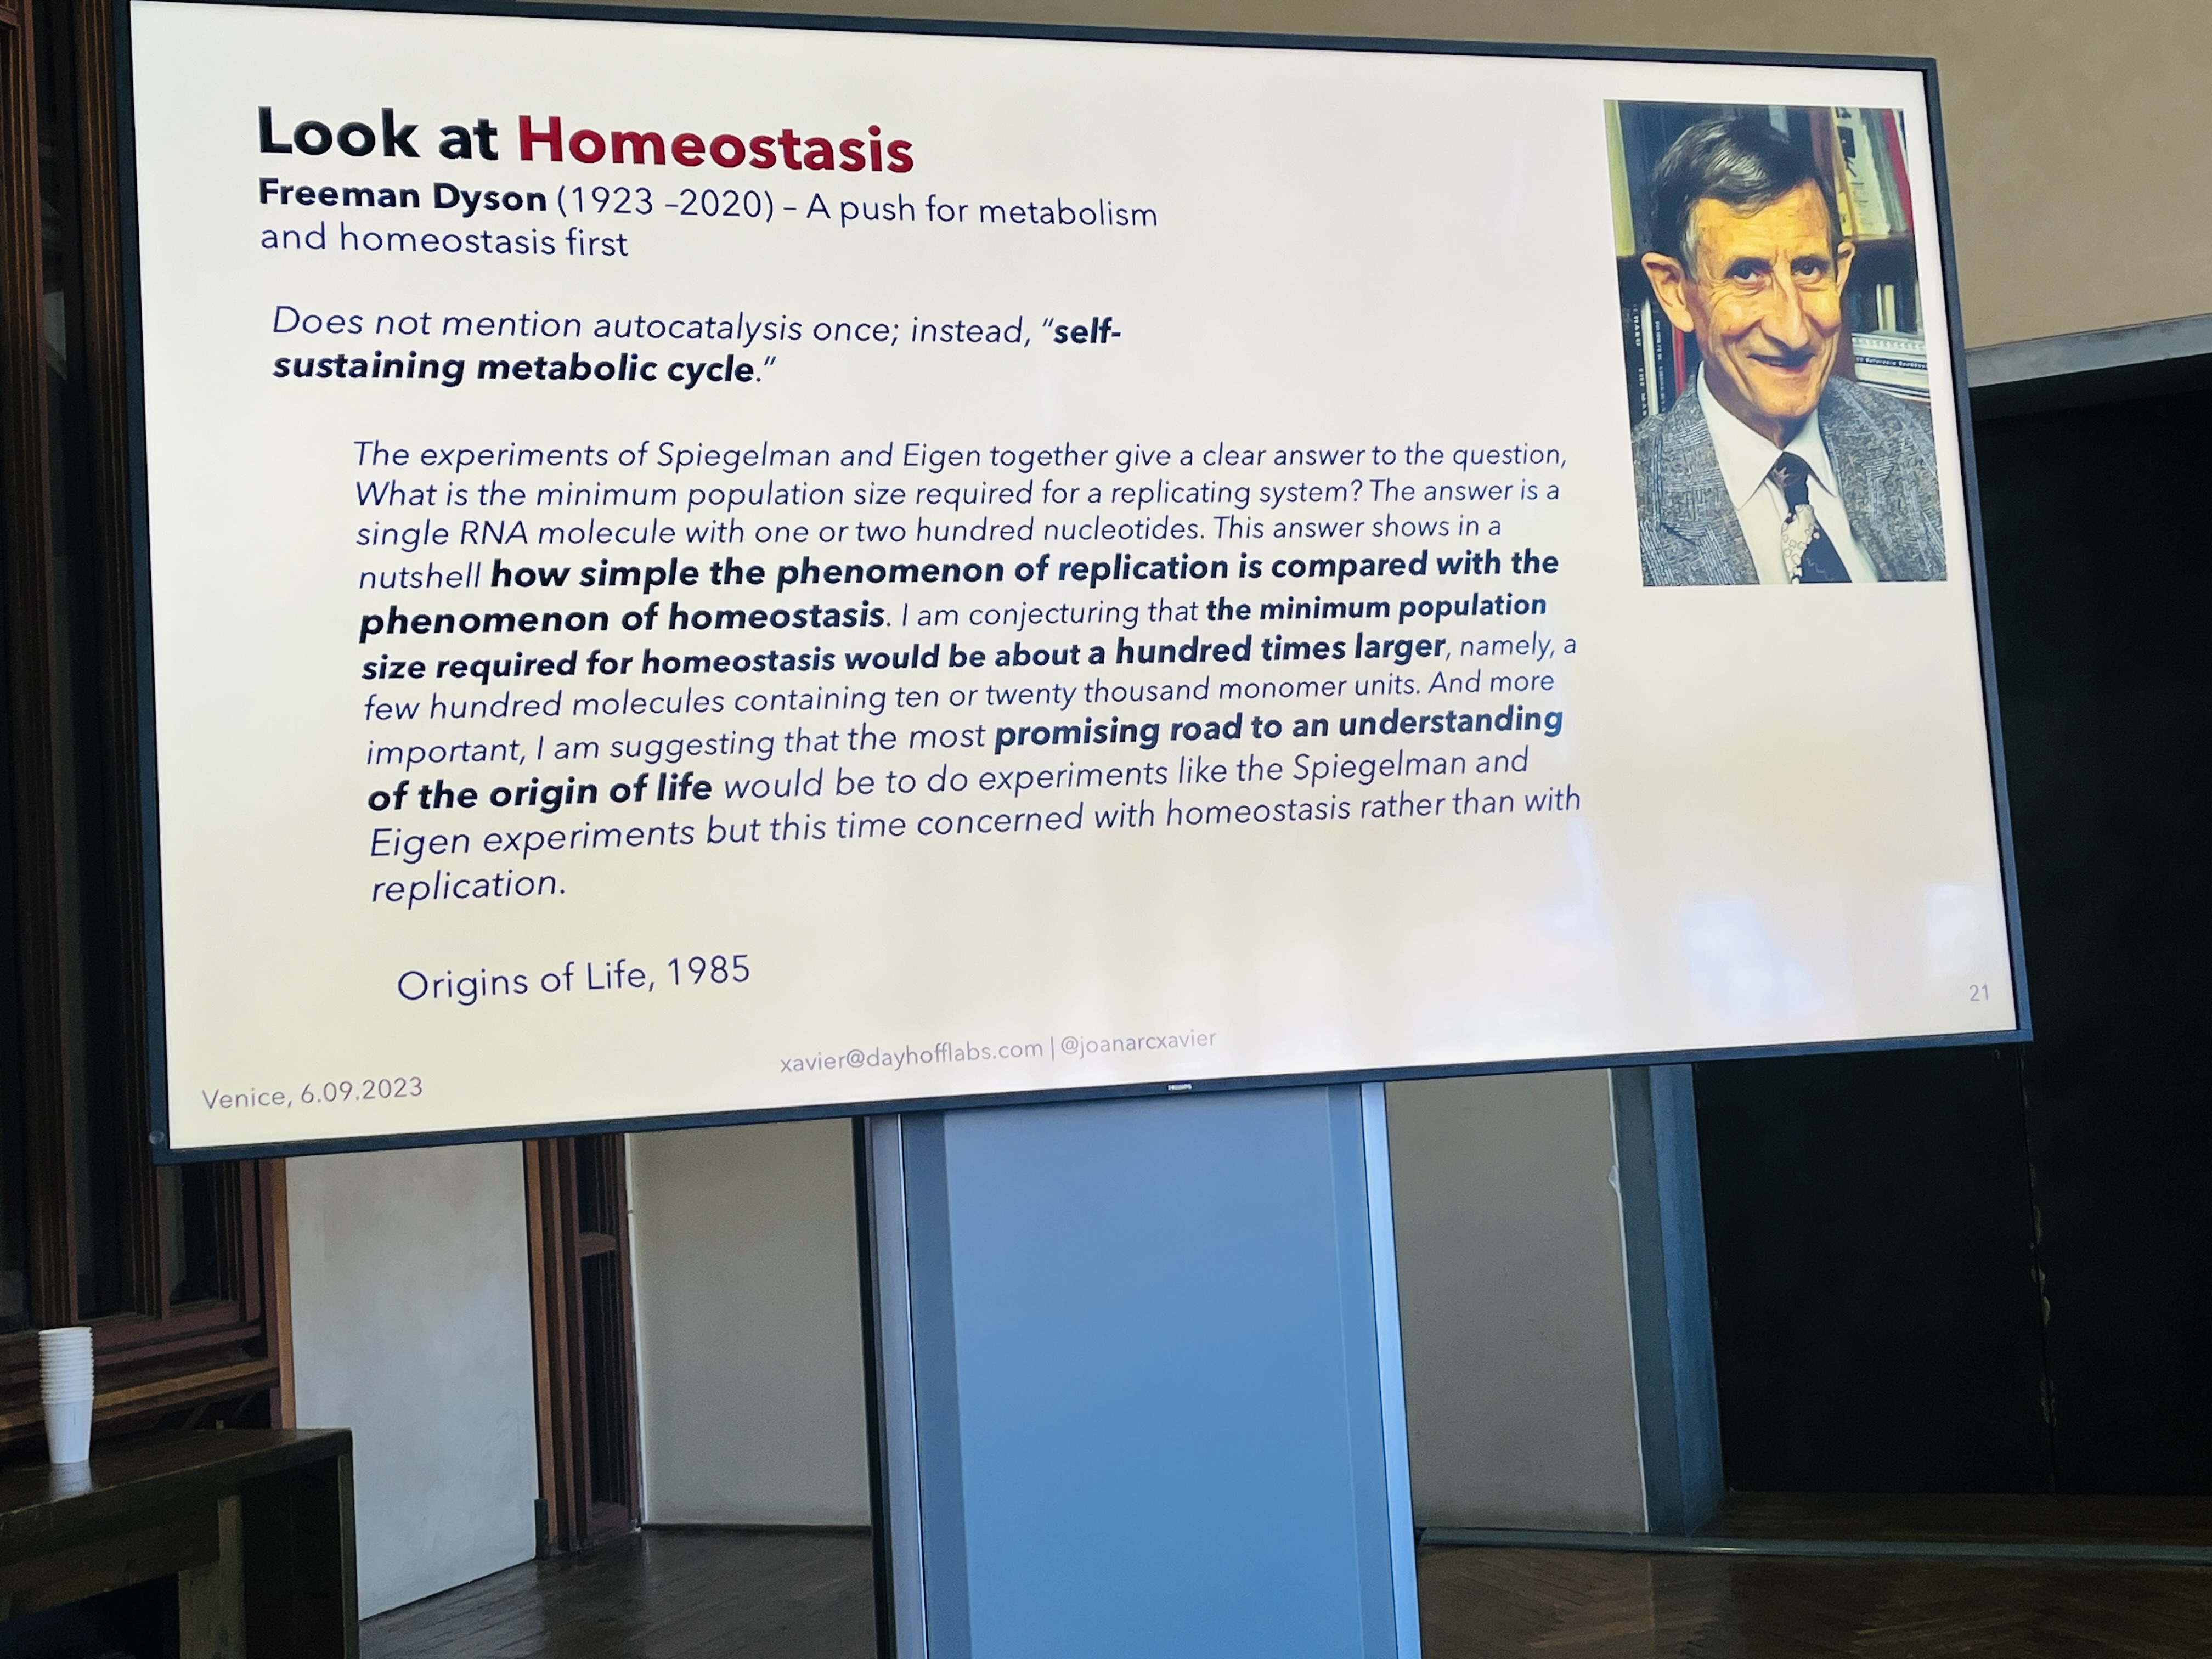 Look at Homeostasis
Freeman Dyson (1923 –2020) – A push for metabolism
and homeostasis first
Does not mention autocatalysis once; instead, “self-
sustaining metabolic cycle.”
The experiments of Spiegelman and Eigen together give a clear answer to the question,
What is the minimum population size required for a replicating system? The answer is a
single RNA molecule with one or two hundred nucleotides. This answer shows in a
nutshell how simple the phenomenon of replication is compared with the
phenomenon of homeostasis. I am conjecturing that the minimum population
size required for homeostasis would be about a hundred times larger, namely, a
few hundred molecules containing ten or twenty thousand monomer units. And more
important, I am suggesting that the most promising road to an understanding
of the origin of life would be to do experiments like the Spiegelman and
Eigen experiments but this time concerned with homeostasis rather than with
replication.
Origins of Life, 1985
21
xavier@dayhofflabs.com | @joanarcxavier
Venice, 6.09.2023
PHILIPS